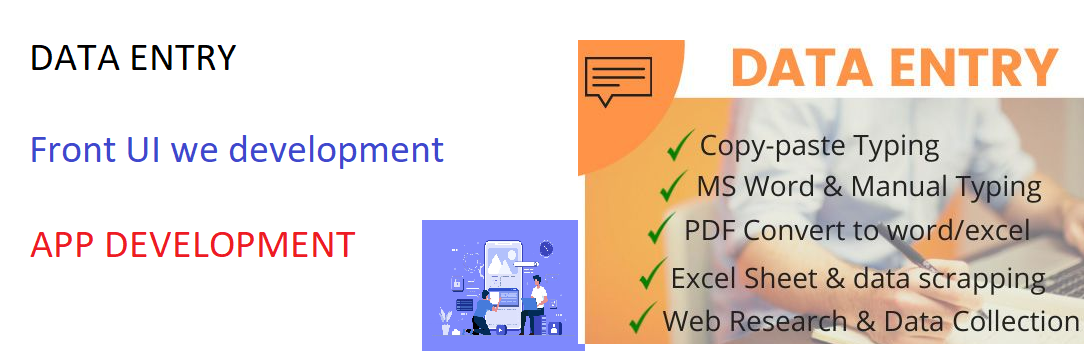 DATA ENTRY
Front UI we development
APP DEVELOPMENT
DATA ENTRY
Copy-paste Typing
MS Word & Manual Typing
PDF Convert to word/excel
Excel Sheet & data scrapping
Web Research & Data Collection